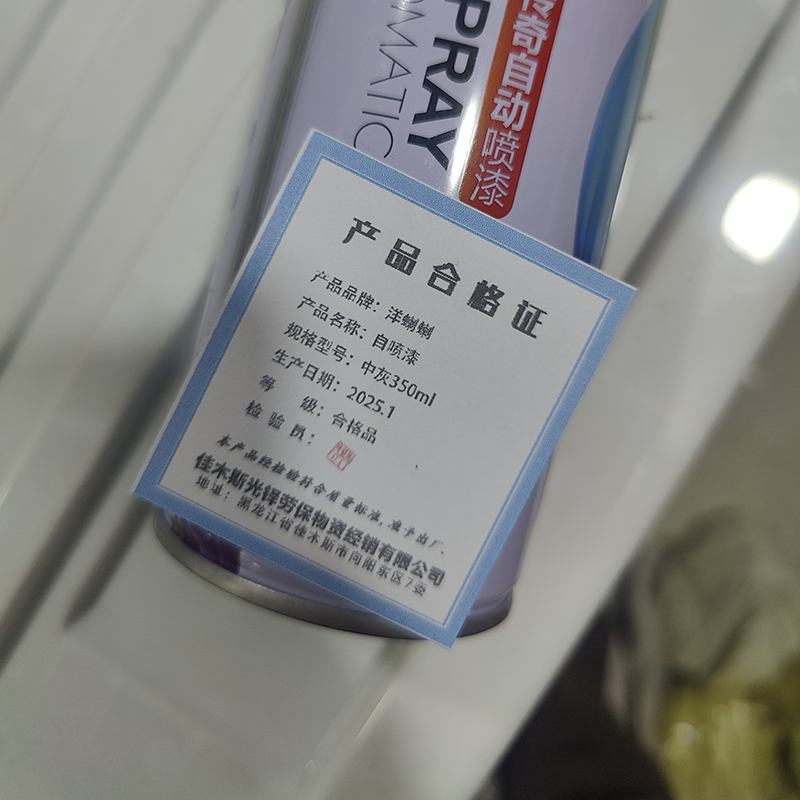 SPRAY
OMATIC
传奇自动喷漆
产品合格证
产品品牌：洋蝲蝲
产品名称：自喷漆
规格型号：中灰350ml
生产日期：2025.1
等 级：合格品
检 验 员：
本产品经检验符合质量标准，准予出厂。
佳木斯光铎劳保物资经销有限公司
地址：黑龙江省佳木斯市向阳东区7委